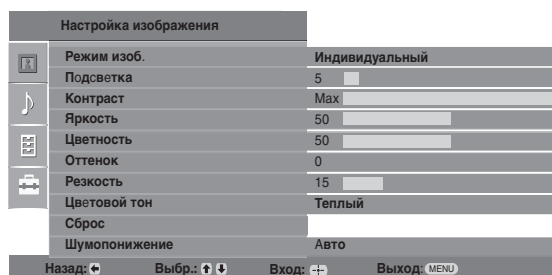 Настройка изображения
Режим изоб. Индивидуальный
Подсветка 5
Контраст Max
Яркость 50
Цветность 50
Оттенок 0
Резкость 15
Цветовой тон Теплый
Сброс
Шумопонижение Авто
Назад: Выбр.: Вход: Выход: MENU